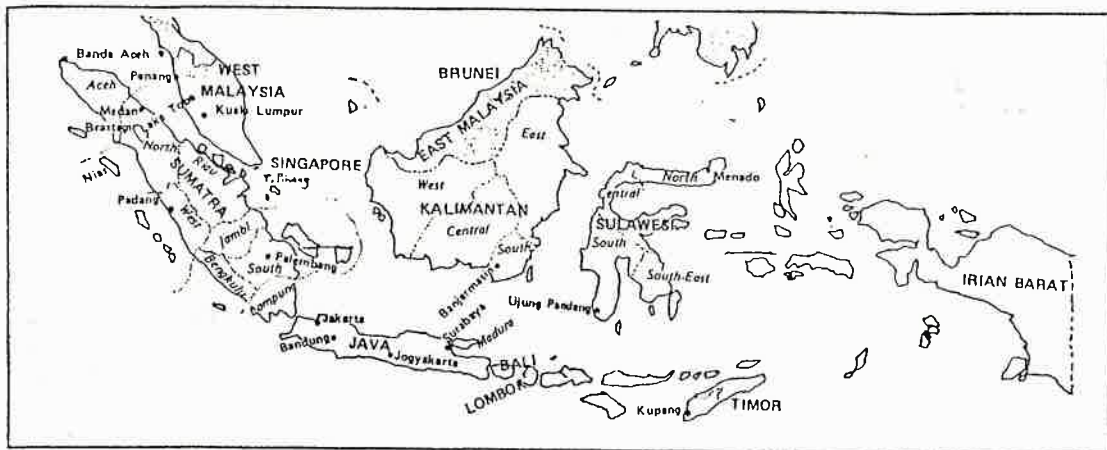 Banda Aceh
WEST
MALAYSIA
Penang
Aceh
Kuala Lumpur
Medan
Lake Toba
Brastagi
North
Riau
SINGAPORE
T. Pinang
Nias
SUMATRA
Padang
West
Jambi
Palembang
South
Bengkulu
Lampung
BRUNEI
EAST MALAYSIA
East
West
KALIMANTAN
Central
South
Banjarmasin
North
Menado
Central
SULAWESI
South
South-East
Ujung Pandang
IRIAN BARAT
Jakarta
Surabaya
Madura
Bandung
JAVA
Jogyakarta
BALI
LOMBOK
Kupang
TIMOR